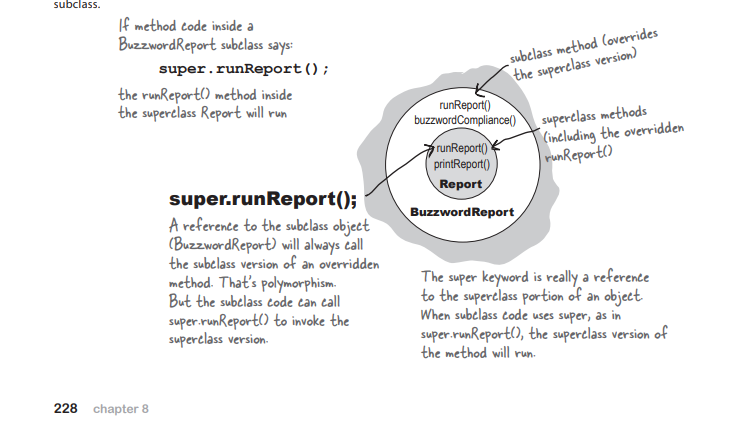 subclass.
If method code inside a
BuzzwordReport subclass says:
super.runReport();
the runReport() method inside
the superclass Report will run
subclass method (overrides
the superclass version)
runReport()
buzzwordCompliance()
superclass methods
(including the overridden
runReport()
runReport()
printReport()
Report
BuzzwordReport
super.runReport();
A reference to the subclass object
(BuzzwordReport) will always call
the subclass version of an overridden
method. That's polymorphism.
But the subclass code can call
super.runReport() to invoke the
superclass version.
The super keyword is really a reference
to the superclass portion of an object.
When subclass code uses super, as in
super.runReport(), the superclass version of
the method will run.
228 chapter 8